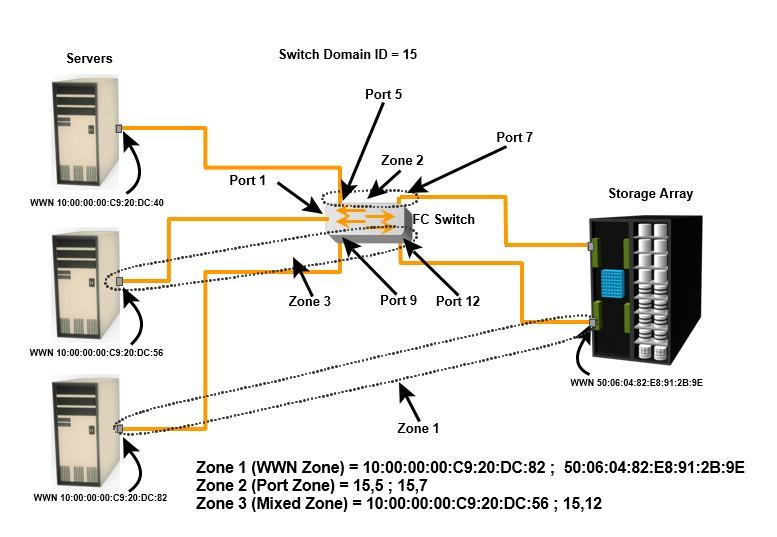 Switch Domain ID = 15
Servers
Port 5
Port 7
Zone 2
Port 1
WWN 10:00:00:00:C9:20:DC:40
Storage Array
FC Switch
Zone 3
Port 9
Port 12
WWN 10:00:00:00:C9:20:DC:56
WWN 50:06:04:82:E8:91:2B:9E
Zone 1
WWN 10:00:00:00:C9:20:DC:82
Zone 1 (WWN Zone) = 10:00:00:00:C9:20:DC:82 ; 50:06:04:82:E8:91:2B:9E
Zone 2 (Port Zone) = 15,5 ; 15,7
Zone 3 (Mixed Zone) = 10:00:00:00:C9:20:DC:56 ; 15,12